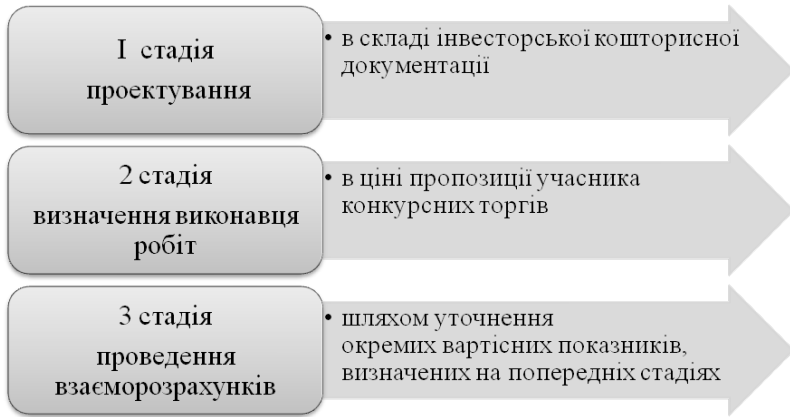 І стадія
проектування
• в складі інвесторської кошторисної
документації
2 стадія
визначення виконавця
робіт
• в ціні пропозиції учасника
конкурсних торгів
3 стадія
проведення
взаєморозрахунків
• шляхом уточнення
окремих вартісних показників,
визначених на попередніх стадіях